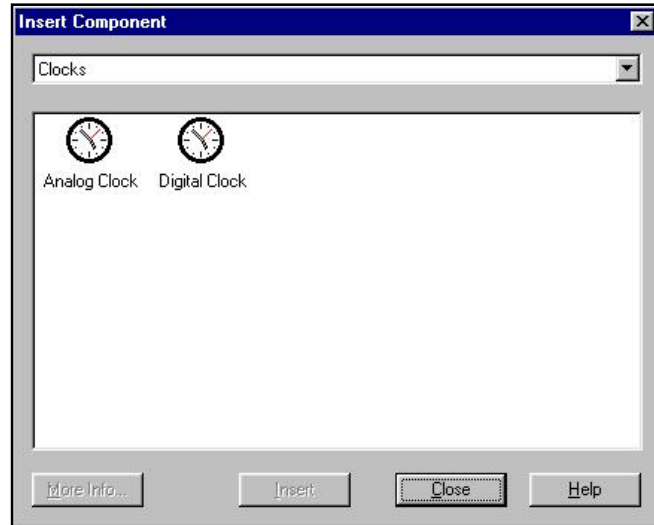 Insert Component
Clocks
Analog Clock Digital Clock
More Info... Insert Close Help